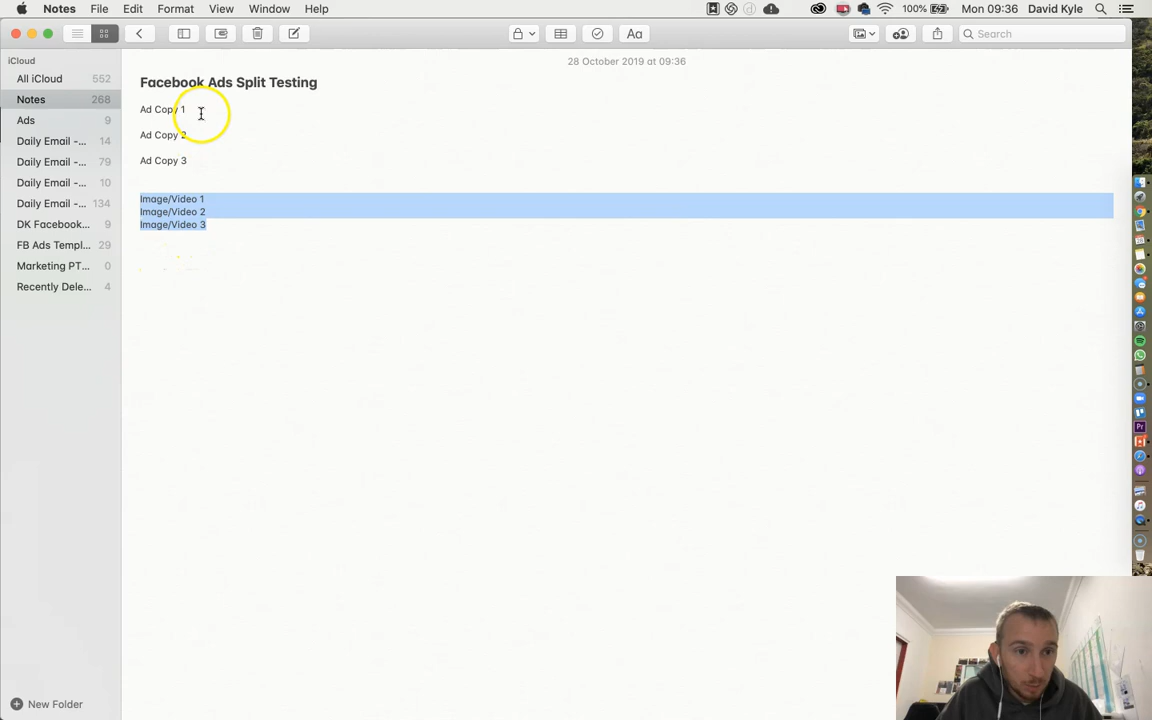 Notes File Edit Format View Window Help 100% Mon 09:36 David Kyle
Aa Search
iCloud
28 October 2019 at 09:36
All iCloud 552
Facebook Ads Split Testing
Notes 268
Ad Copy 1
Ads 9
Ad Copy 2
Daily Email -... 14
Ad Copy 3
Daily Email -... 79
Daily Email -... 10
Image/Video 1
Daily Email -... 134
Image/Video 2
DK Facebook... 9
Image/Video 3
FB Ads Templ... 29
Marketing PT... 0
Recently Dele... 4
Pr
New Folder